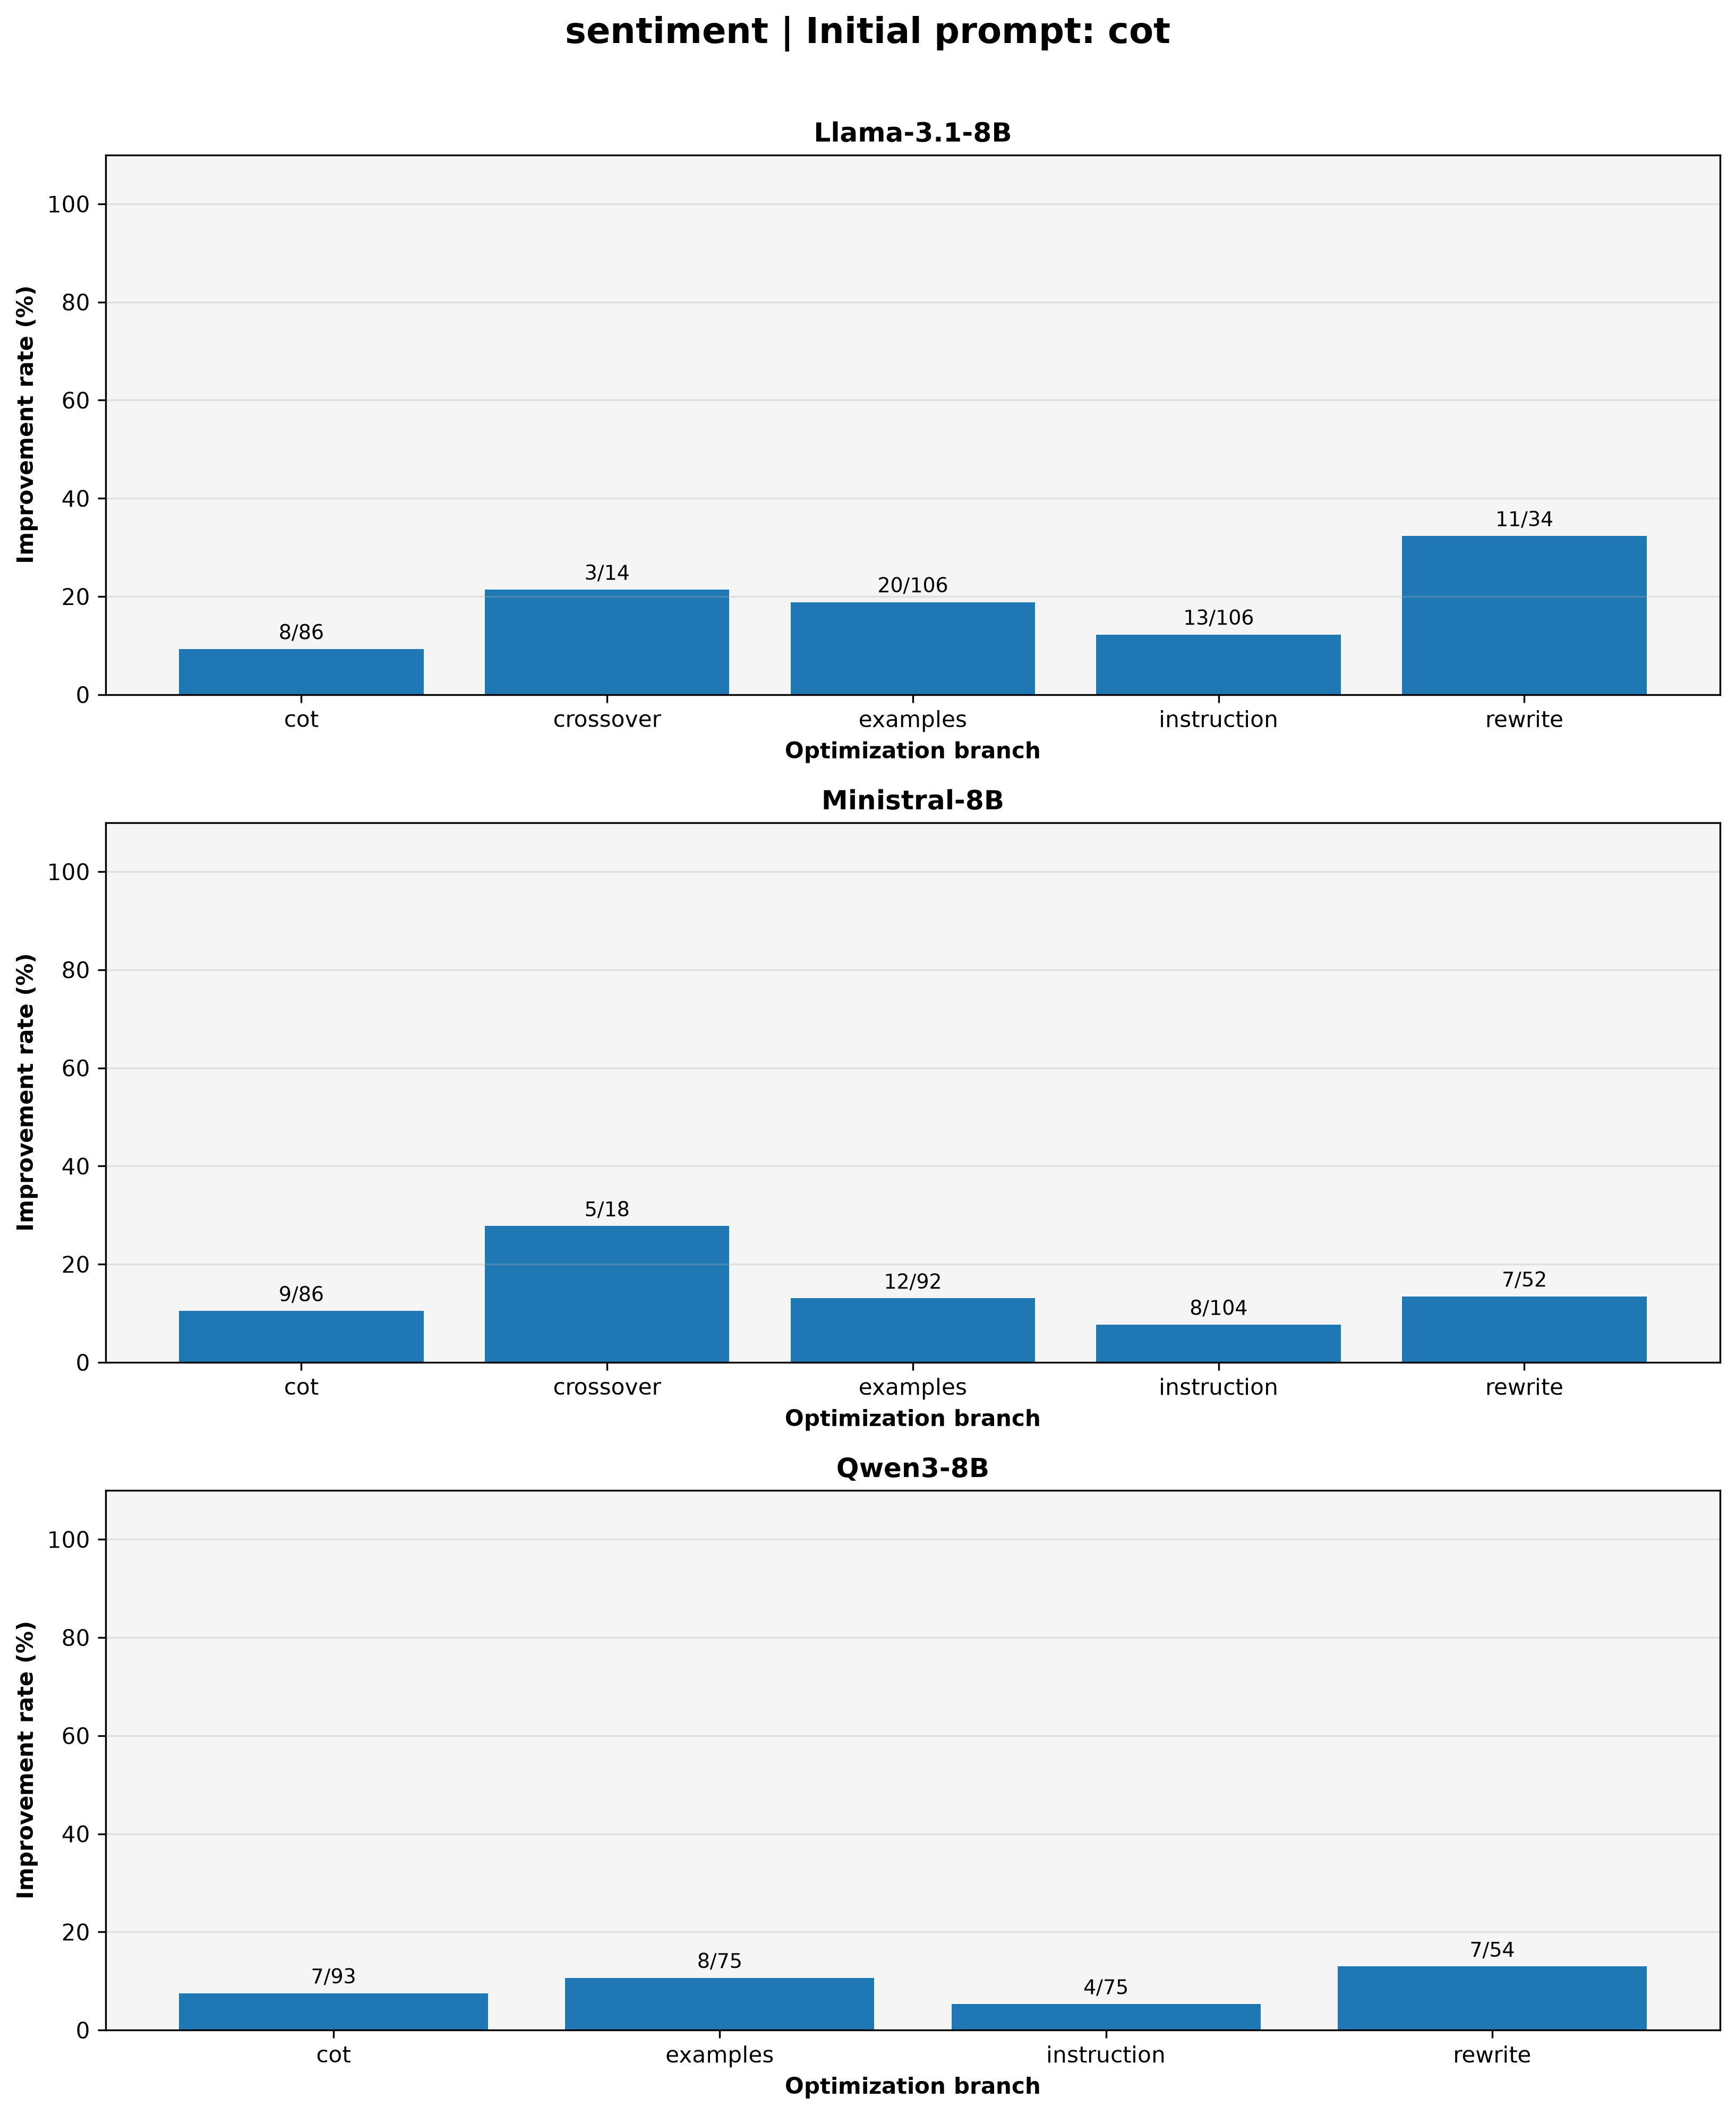 sentiment | Initial prompt: cot
Llama-3.1-8B
Improvement rate (%)
100
80
60
40
20
0
8/86
3/14
20/106
13/106
11/34
cot
crossover
examples
instruction
rewrite
Optimization branch
Ministral-8B
Improvement rate (%)
100
80
60
40
20
0
9/86
5/18
12/92
8/104
7/52
cot
crossover
examples
instruction
rewrite
Optimization branch
Qwen3-8B
Improvement rate (%)
100
80
60
40
20
0
7/93
8/75
4/75
7/54
cot
examples
instruction
rewrite
Optimization branch